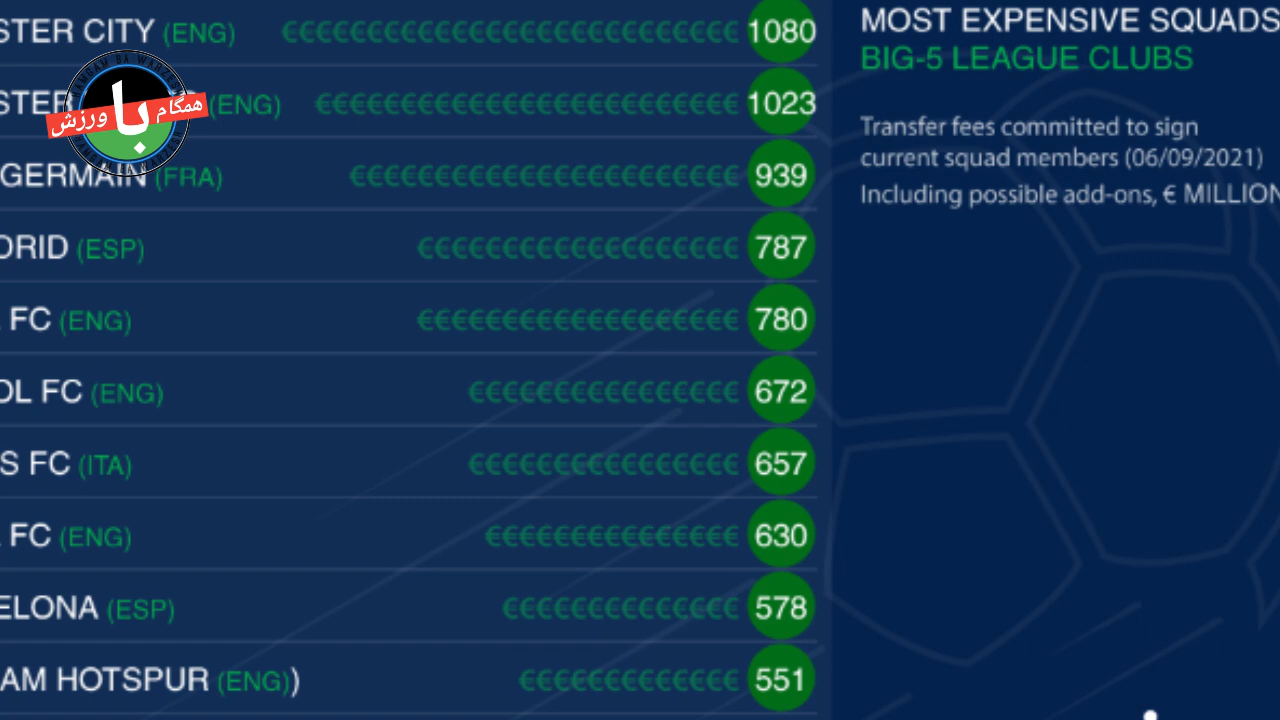 STER CITY (ENG) €€€€€€€€€€€€€€€€€€€€€€€€€€€ 1080
STER (ENG) €€€€€€€€€€€€€€€€€€€€€€€€€ 1023
GERMAIN (FRA) €€€€€€€€€€€€€€€€€€€€€€€ 939
ORID (ESP) €€€€€€€€€€€€€€€€€€€ 787
FC (ENG) €€€€€€€€€€€€€€€€€€€ 780
OL FC (ENG) €€€€€€€€€€€€€€€€ 672
S FC (ITA) €€€€€€€€€€€€€€€€ 657
FC (ENG) €€€€€€€€€€€€€€€ 630
ELONA (ESP) €€€€€€€€€€€€€€ 578
AM HOTSPUR (ENG)) €€€€€€€€€€€€€ 551
همگام با ورزش
MOST EXPENSIVE SQUADS
BIG-5 LEAGUE CLUBS
Transfer fees committed to sign
current squad members (06/09/2021)
Including possible add-ons, € MILLION